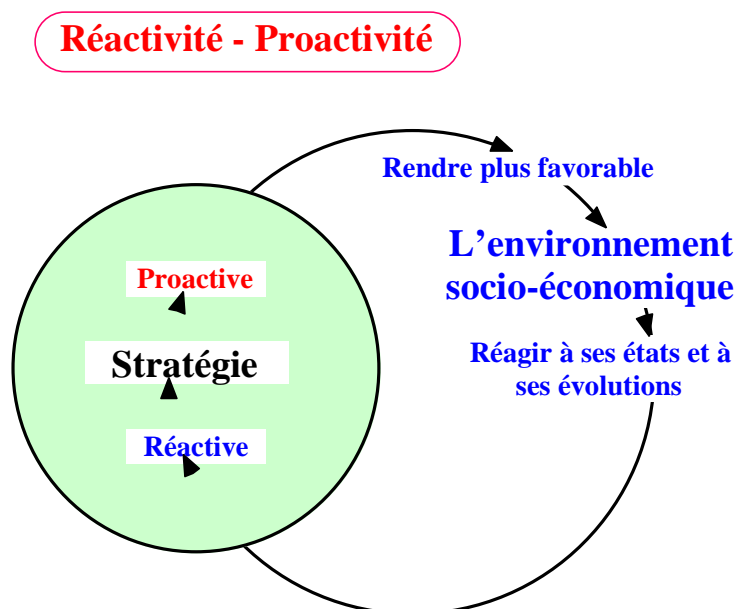 Réactivité - Proactivité
Rendre plus favorable
L’environnement
socio-économique
Réagir à ses états et à
ses évolutions
Proactive
Stratégie
Réactive